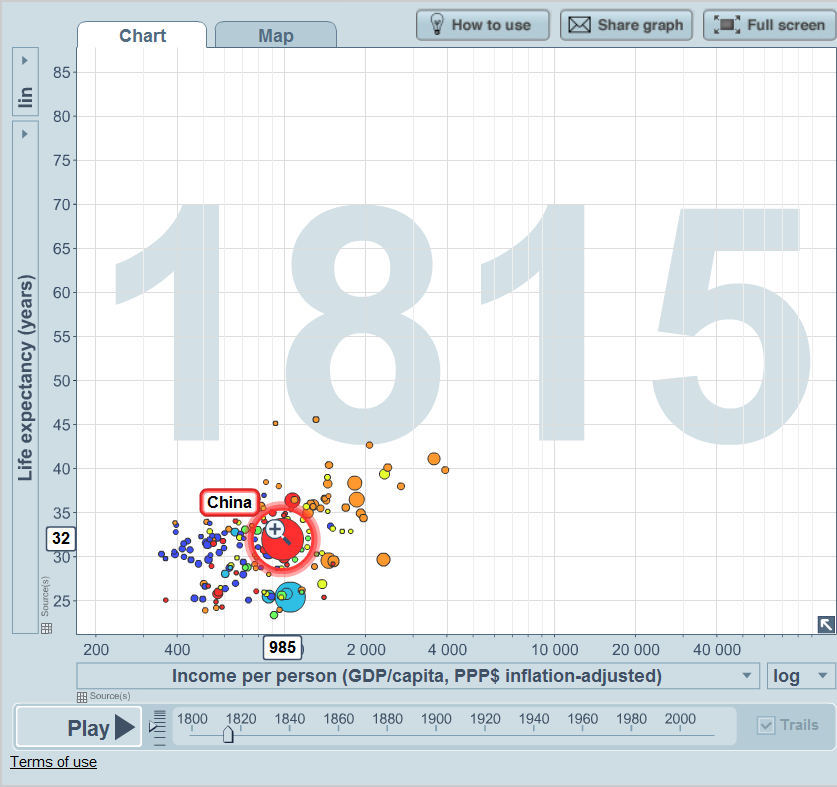 Chart
Map
How to use
Share graph
Full screen
lin
Life expectancy (years)
Source(s)
85
80
75
70
65
60
55
50
45
40
35
30
25
32
1815
China
985
200
400
2 000
4 000
10 000
20 000
40 000
Income per person (GDP/capita, PPP$ inflation-adjusted)
log
Source(s)
Play
1800 1820 1840 1860 1880 1900 1920 1940 1960 1980 2000
Trails
Terms of use